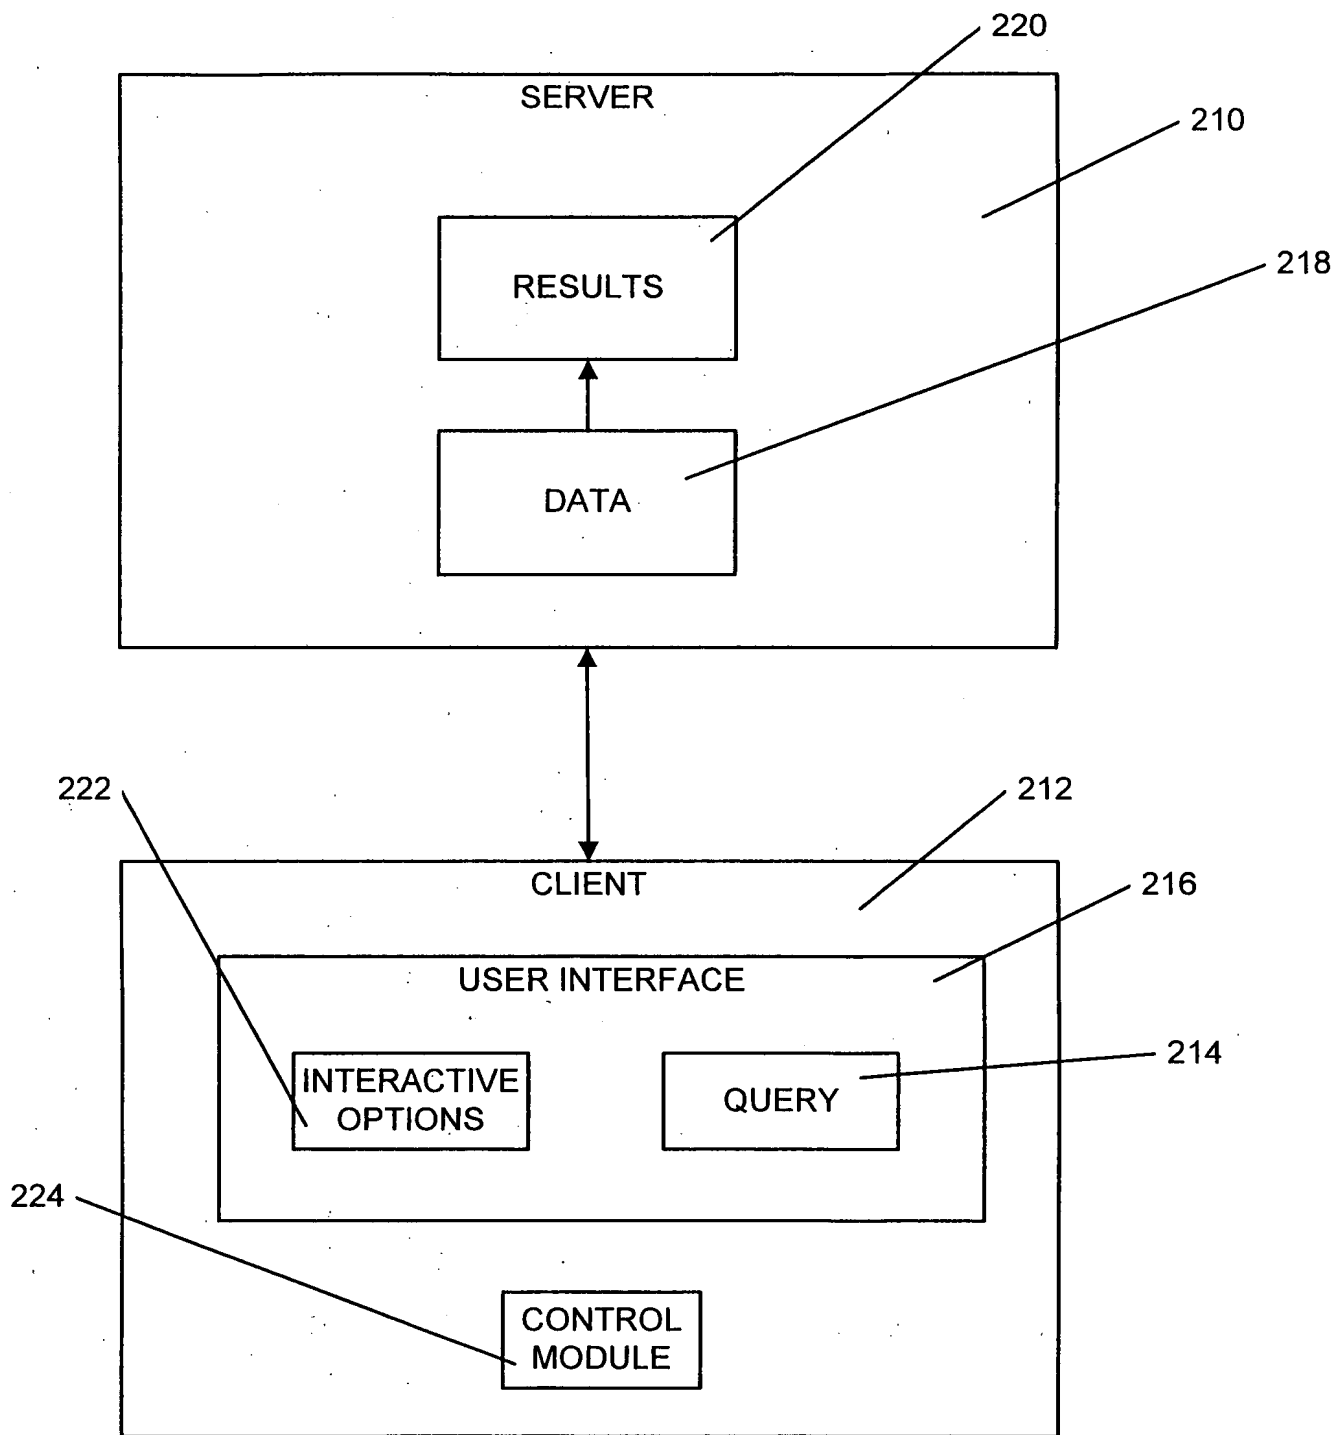 220
SERVER
210
218
RESULTS
DATA
222
212
CLIENT
216
USER INTERFACE
214
INTERACTIVE
OPTIONS
QUERY
224
CONTROL
MODULE